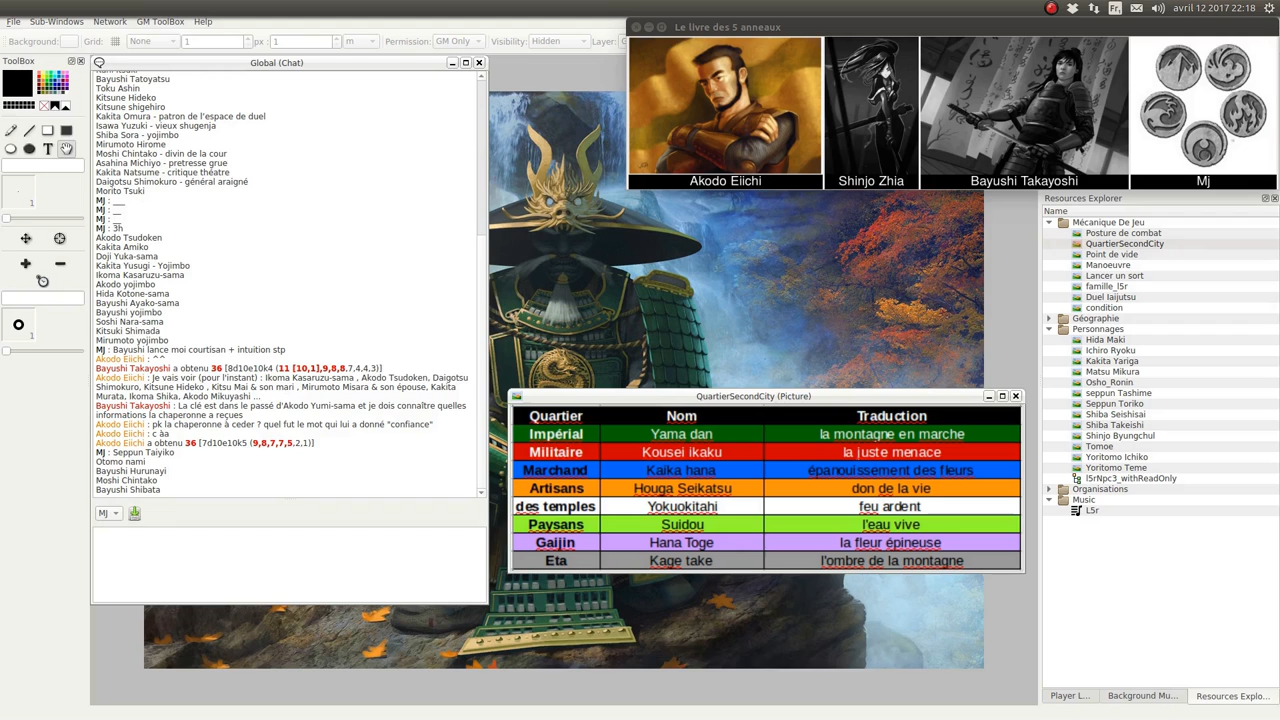 Fr₁ avril 12 2017 22:18
File Sub-Windows Network GM ToolBox Help
Le livre des 5 anneaux
Background: Grid: None 1 px : 1 m Permission: GM Only Visibility: Hidden Layer:
ToolBox
Global (Chat)
Bayushi Tatoyatsu
Toku Ashin
Kitsune Hideko
Kitsune shigehiro
Kakita Omura - patron de l'espace de duel
Isawa Yuzuki - vieux shugenja
Shiba Sora - yojimbo
Mirumoto Hirome
Moshi Chintako - divin de la cour
Asahina Michiyo - pretresse grue
Kakita Natsume - critique théatre
Daigotsu Shimokuro - général araigné
Morito Tsuki
MJ : ___
MJ : __
MJ : __
MJ : 3h
Akodo Tsudoken
Kakita Amiko
Doji Yuka-sama
Kakita Yusugi - Yojimbo
Ikoma Kasaruzu-sama
Akodo yojimbo
Hida Kotone-sama
Bayushi Ayako-sama
Bayushi yojimbo
Soshi Nara-sama
Kitsuki Shimada
Mirumoto yojimbo
MJ : Bayushi lance moi courtisan + intuition stp
Akodo Eiichi : ^^
Bayushi Takayoshi a obtenu 36 [8d10e10k4 (11 [10,1],9,8,8,7,4,4,3)]
Akodo Eiichi : Je vais voir (pour l'instant) : Ikoma Kasaruzu-sama , Akodo Tsudoken, Daigotsu
Shimokuro, Kitsune Hideko , Kitsu Mai & son mari , Mirumoto Misara & son épouse, Kakita
Murata, Ikoma Shika, Akodo Mikuyashi ...
Bayushi Takayoshi : La clé est dans le passé d'Akodo Yumi-sama et je dois connaître quelles
informations la chaperonne a reçues
Akodo Eiichi : pk la chaperonne à ceder ? quel fut le mot qui lui a donné "confiance"
Akodo Eiichi : c àa
Akodo Eiichi a obtenu 36 [7d10e10k5 (9,8,7,7,5,2,1)]
MJ : Seppun Taiyiko
Otomo nami
Bayushi Hurunayi
Moshi Chintako
Bayushi Shibata
MJ
1
1
Akodo Eiichi Shinjo Zhia Bayushi Takayoshi Mj
QuartierSecondCity (Picture)
Quartier Nom Traduction
Impérial Yama dan la montagne en marche
Militaire Kousei ikaku la juste menace
Marchand Kaika hana épanouissement des fleurs
Artisans Houga Seikatsu don de la vie
des temples Yokuokitahi feu ardent
Paysans Suidou l'eau vive
Gaijin Hana Toge la fleur épineuse
Eta Kage take l'ombre de la montagne
Resources Explorer
Name
Mécanique De Jeu
Posture de combat
QuartierSecondCity
Point de vide
Manoeuvre
Lancer un sort
famille_l5r
Duel Iaijutsu
condition
Géographie
Personnages
Hida Maki
Ichiro Ryoku
Kakita Yariga
Matsu Mikura
Osho_Ronin
seppun Tashime
Seppun Toriko
Shiba Seishisai
Shiba Takeishi
Shinjo Byungchul
Tomoe
Yoritomo Ichiko
Yoritomo Teme
l5rNpc3_withReadOnly
Organisations
Music
L5r
Player L... Background Mu... Resources Explo...